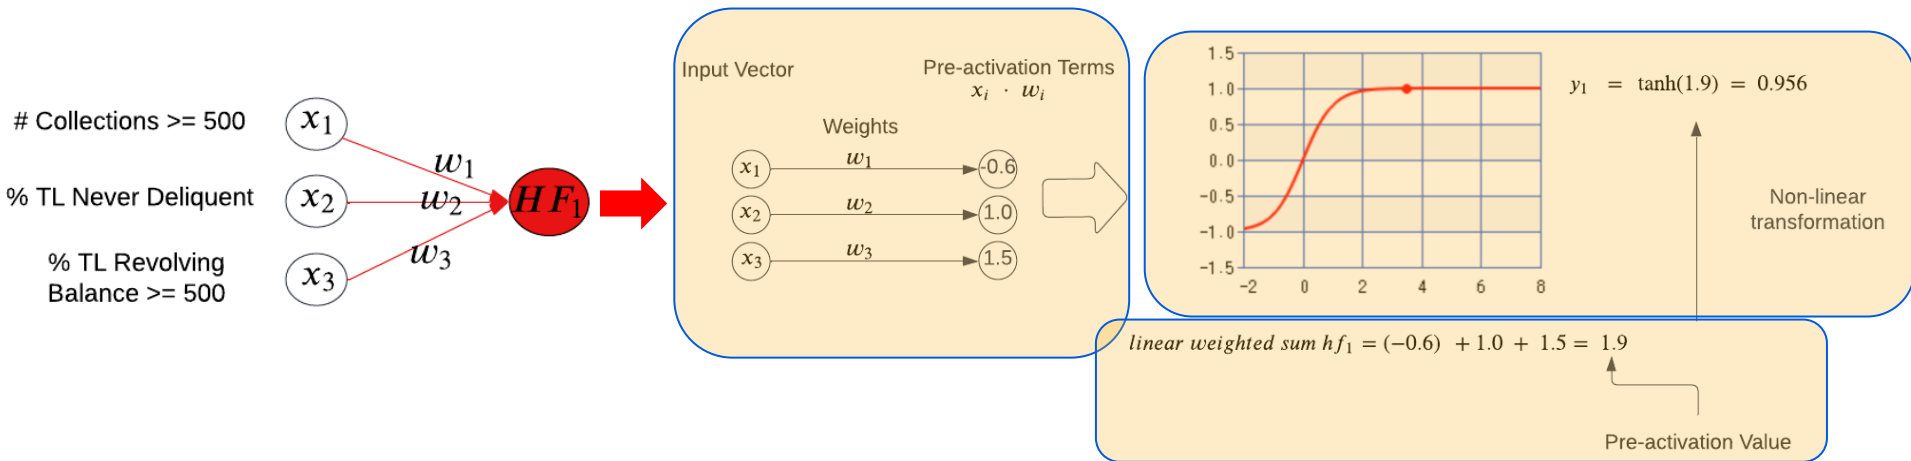 # Collections >= 500
% TL Never Deliquent
% TL Revolving
Balance >= 500
x1
x2
x3
w1
w2
w3
HF1
Input Vector
Pre-activation Terms
xi · wi
Weights
x1 w1 -0.6
x2 w2 1.0
x3 w3 1.5
1.5
1.0
0.5
0.0
-0.5
-1.0
-1.5
-2 0 2 4 6 8
y1 = tanh(1.9) = 0.956
Non-linear
transformation
linear weighted sum hf1 = (−0.6) + 1.0 + 1.5 = 1.9
Pre-activation Value